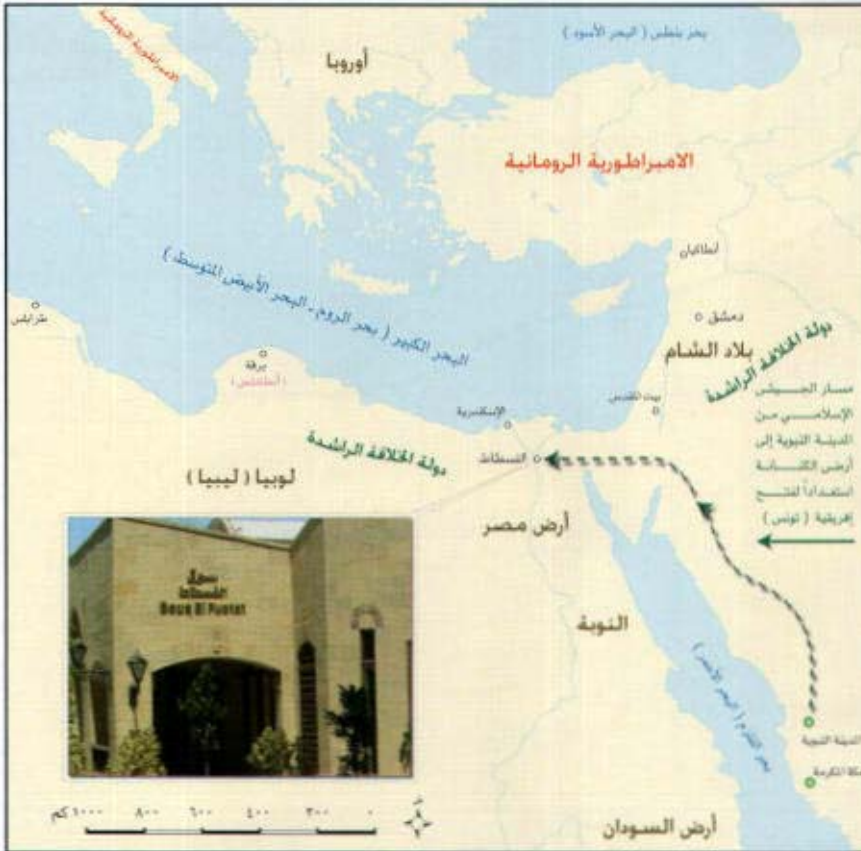 بحر بنطس ( البحر الأسود )
الامبراطورية الرومانية
أوروبا
الامبراطورية الرومانية
أنطاكيان
البحر الكبير ( بحر الروم - البحر الأبيض المتوسط )
دمشق
بلاد الشام
دولة الخلافة الراشدة
طرابلس
برقة
بيت المقدس
الإسكندرية
مسار الجيش
الإسلامي من
المدينة النبوية إلى
أرض الكنانة
استعداداً لفتح
إفريقية ( تونس )
دولة الخلافة الراشدة
الفسطاط
لوبيا ( ليبيا )
أرض مصر
سوق
الفسطاط
Souq El Fustat
النوبة
بحر القلزم ( البحر الأحمر )
المدينة النبوية
مكة المكرمة
أرض السودان
١٠٠٠ كم ٨٠٠ ٦٠٠ ٤٠٠ ٢٠٠ ٠